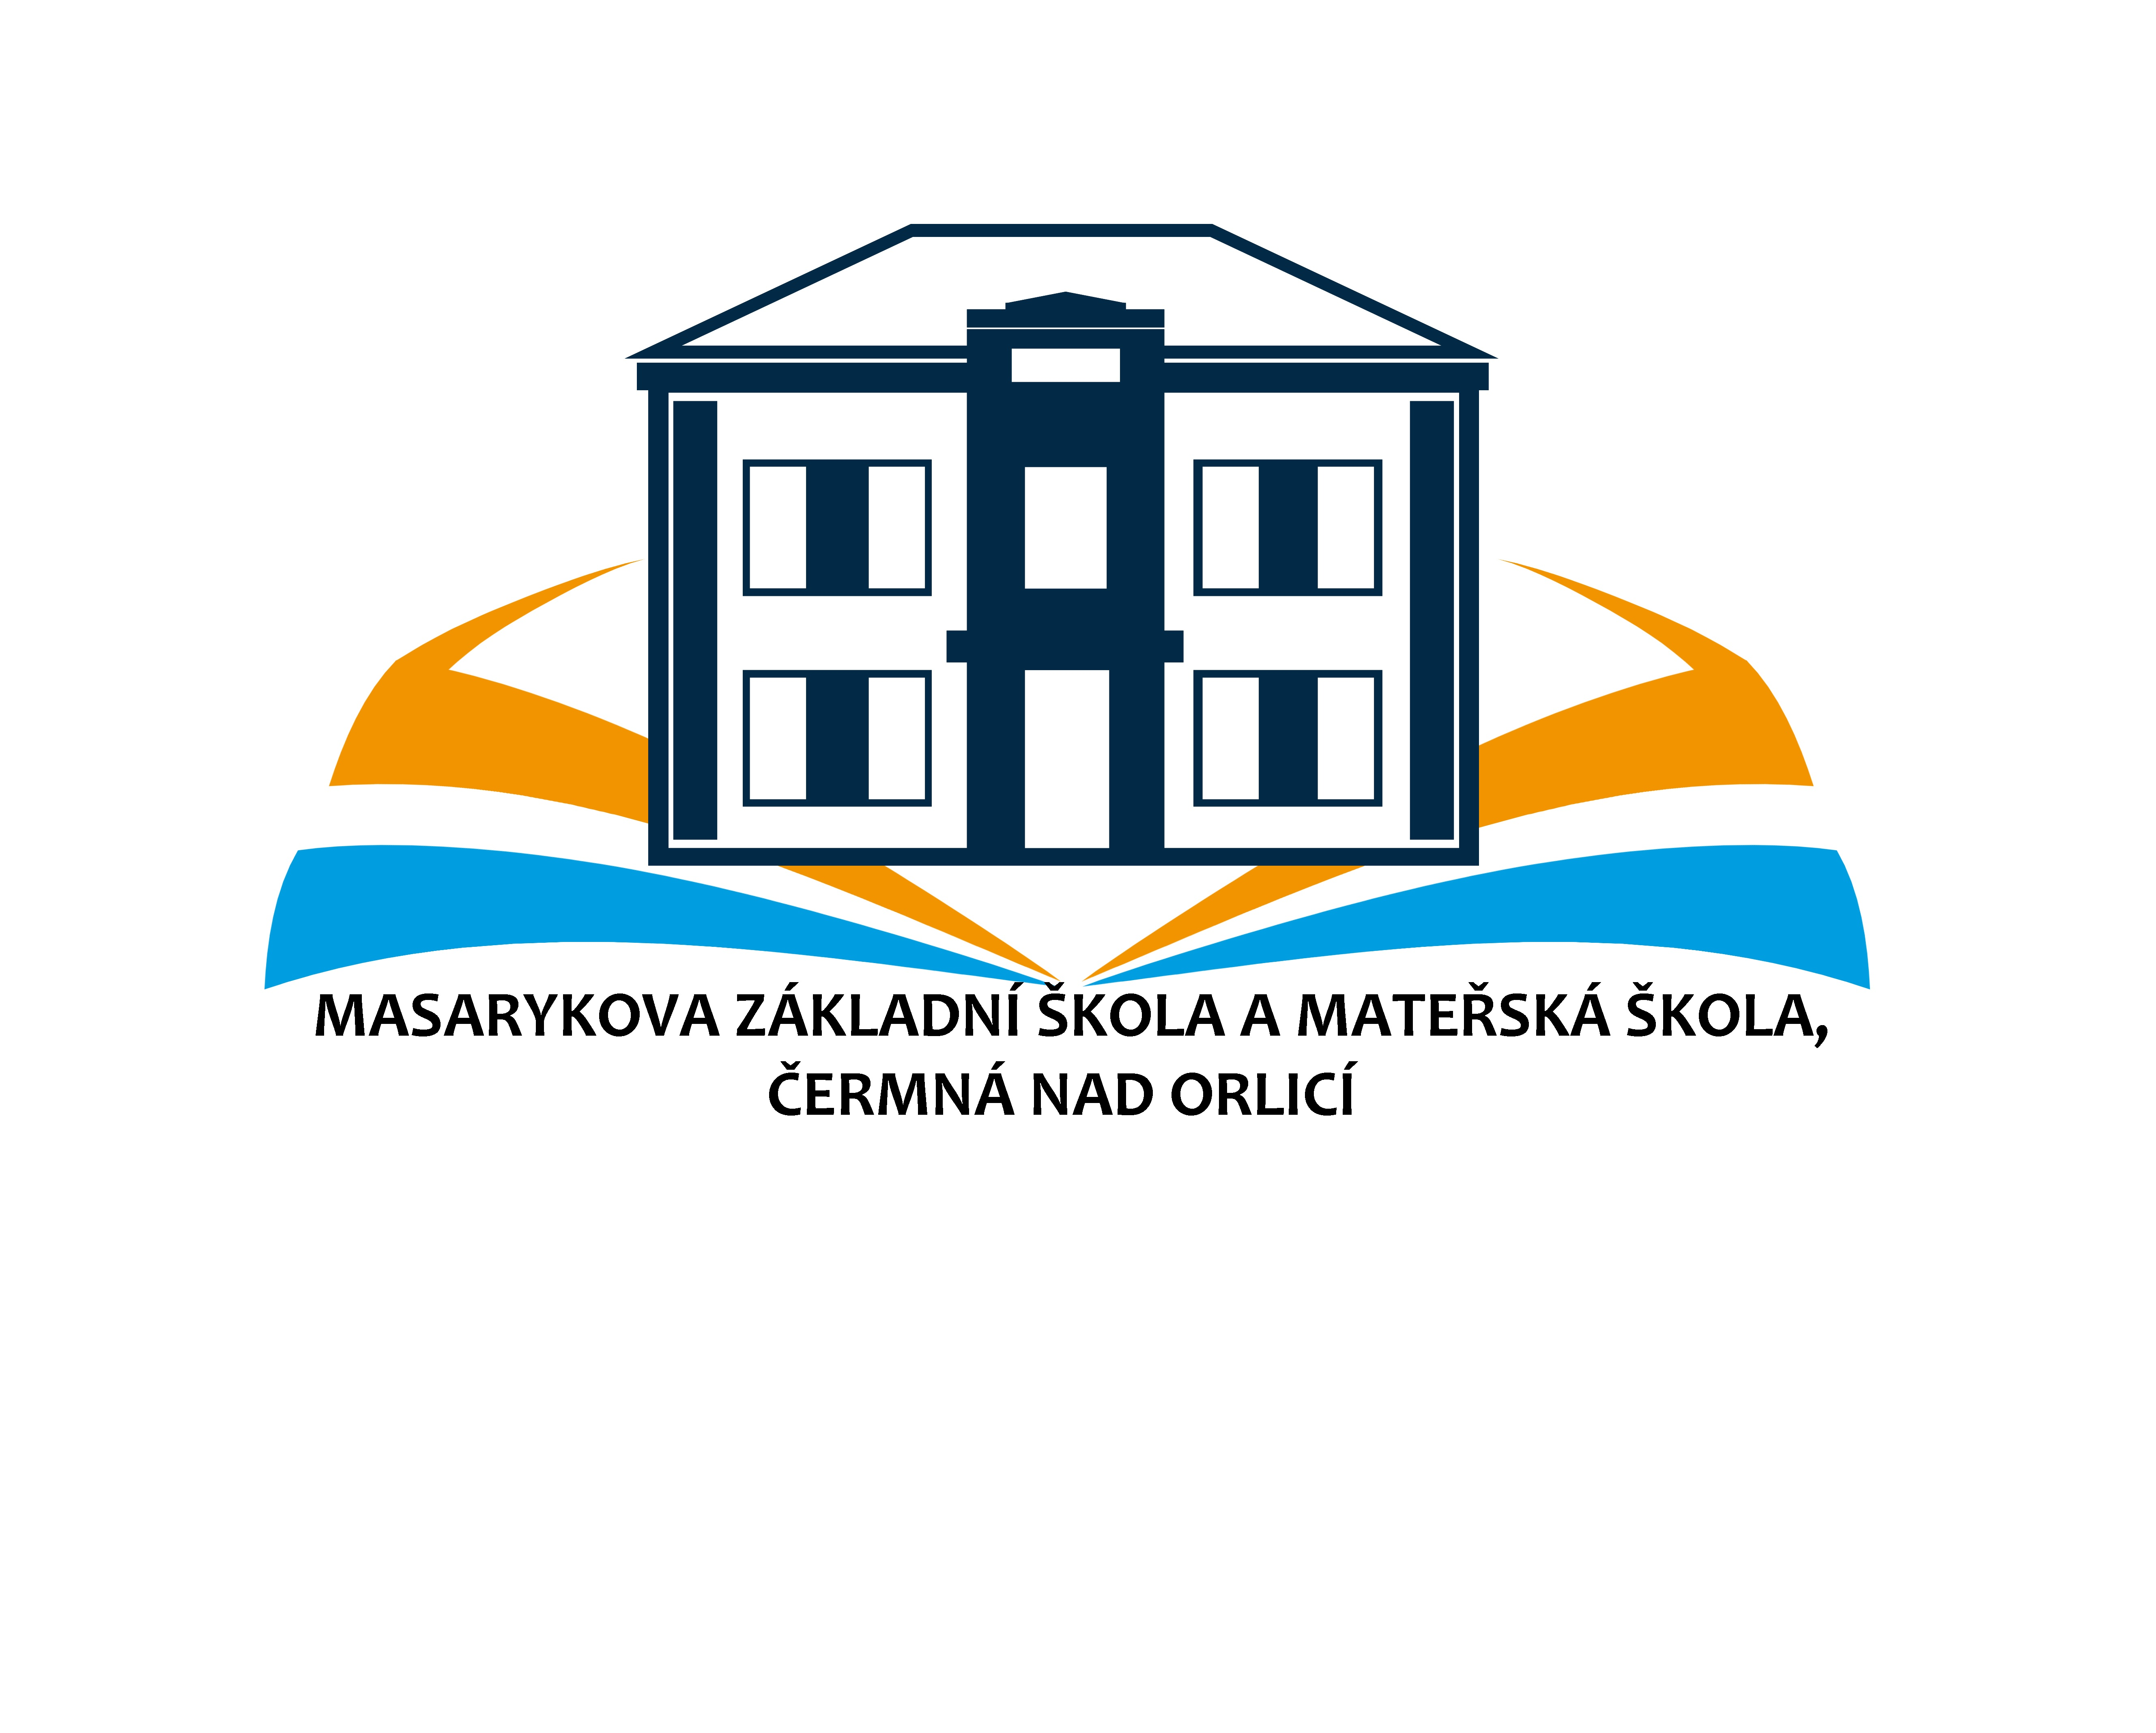 MASARYKOVA ZÁKLADNÍ ŠKOLA A MATEŘSKÁ ŠKOLA,
ČERMNÁ NAD ORLICÍ